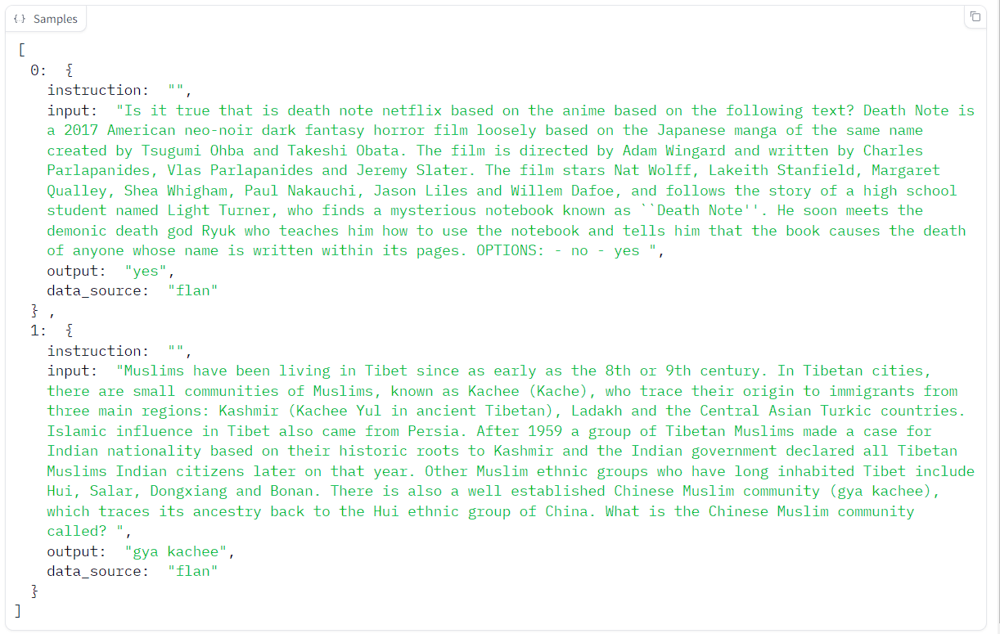 { } Samples
[
0: {
instruction: "",
input: "Is it true that is death note netflix based on the anime based on the following text? Death Note is
a 2017 American neo-noir dark fantasy horror film loosely based on the Japanese manga of the same name
created by Tsugumi Ohba and Takeshi Obata. The film is directed by Adam Wingard and written by Charles
Parlapanides, Vlas Parlapanides and Jeremy Slater. The film stars Nat Wolff, Lakeith Stanfield, Margaret
Qualley, Shea Whigham, Paul Nakauchi, Jason Liles and Willem Dafoe, and follows the story of a high school
student named Light Turner, who finds a mysterious notebook known as ``Death Note''. He soon meets the
demonic death god Ryuk who teaches him how to use the notebook and tells him that the book causes the death
of anyone whose name is written within its pages. OPTIONS: - no - yes ",
output: "yes",
data_source: "flan"
} ,
1: {
instruction: "",
input: "Muslims have been living in Tibet since as early as the 8th or 9th century. In Tibetan cities,
there are small communities of Muslims, known as Kachee (Kache), who trace their origin to immigrants from
three main regions: Kashmir (Kachee Yul in ancient Tibetan), Ladakh and the Central Asian Turkic countries.
Islamic influence in Tibet also came from Persia. After 1959 a group of Tibetan Muslims made a case for
Indian nationality based on their historic roots to Kashmir and the Indian government declared all Tibetan
Muslims Indian citizens later on that year. Other Muslim ethnic groups who have long inhabited Tibet include
Hui, Salar, Dongxiang and Bonan. There is also a well established Chinese Muslim community (gya kachee),
which traces its ancestry back to the Hui ethnic group of China. What is the Chinese Muslim community
called? ",
output: "gya kachee",
data_source: "flan"
}
]